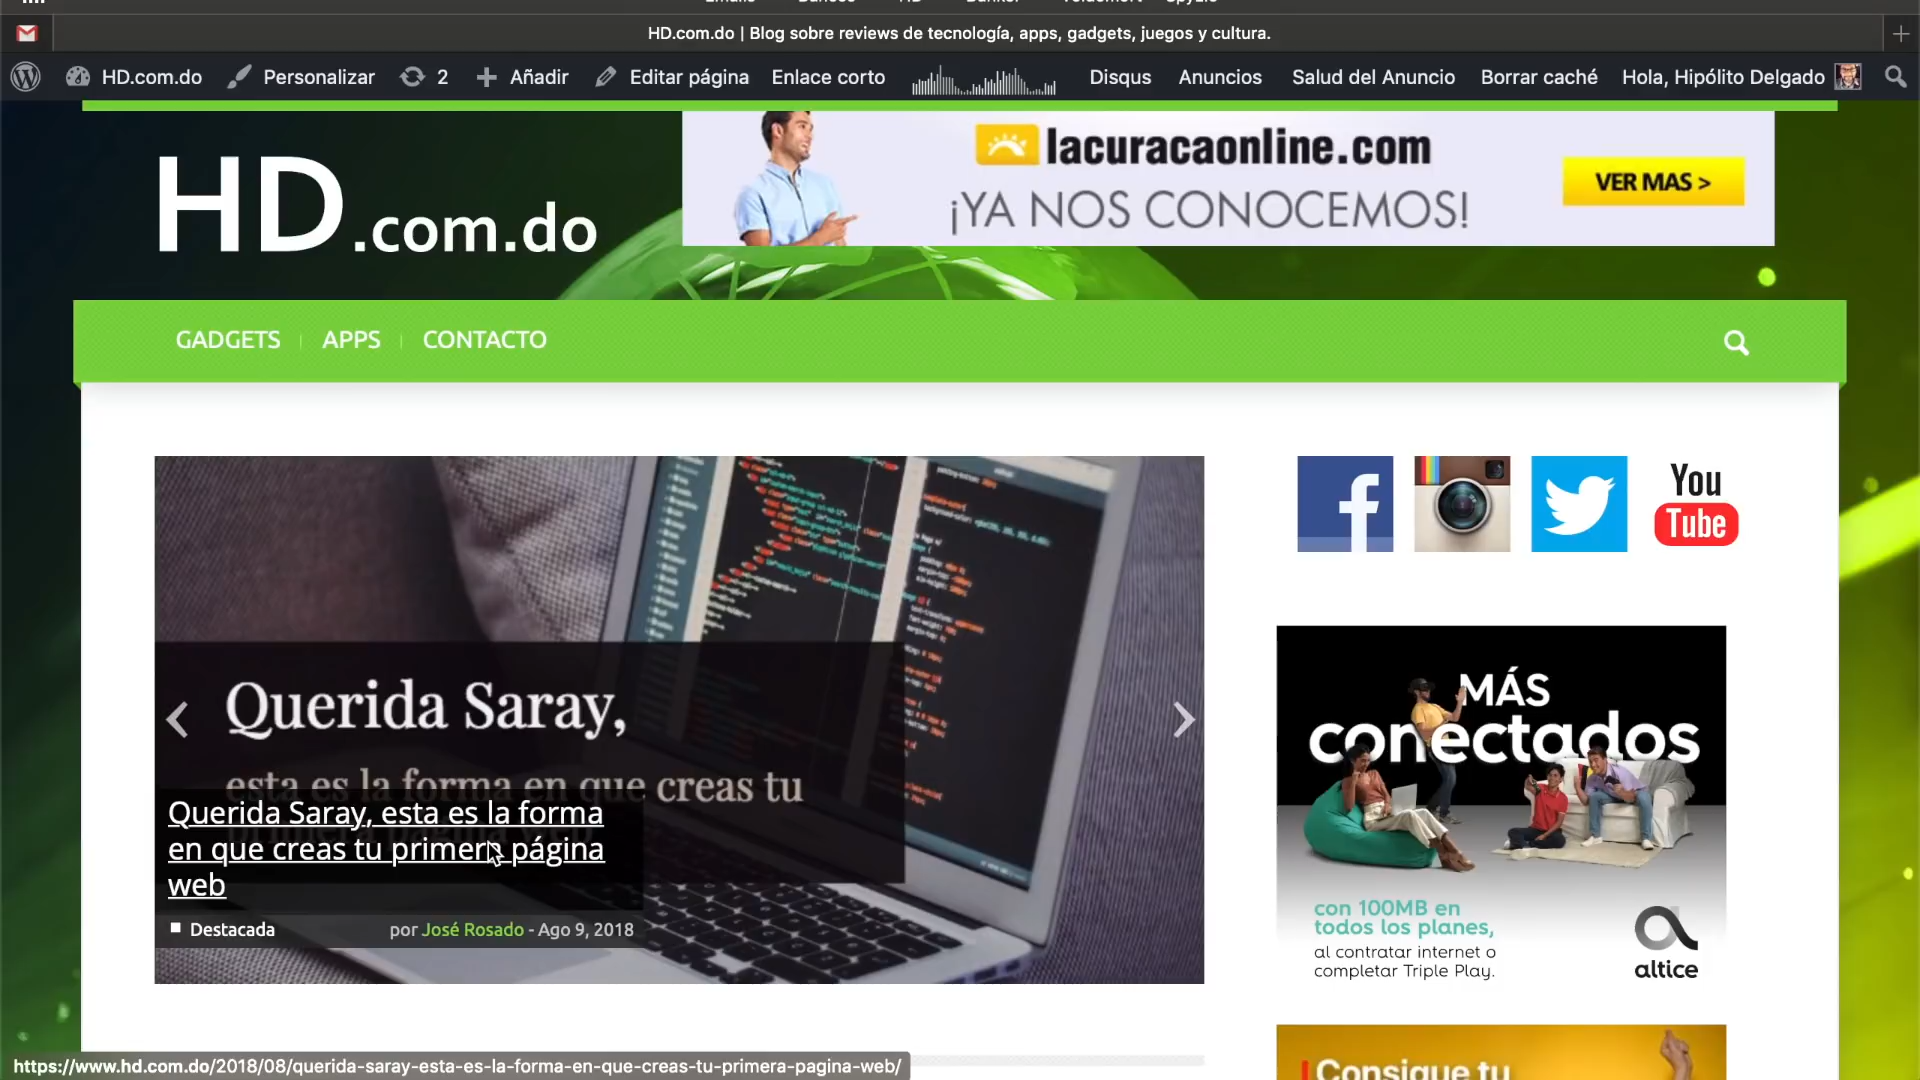 HD.com.do | Blog sobre reviews de tecnología, apps, gadgets, juegos y cultura.
HD.com.do Personalizar 2 Añadir Editar página Enlace corto Disqus Anuncios Salud del Anuncio Borrar caché Hola, Hipólito Delgado
HD.com.do
lacuracaonline.com
¡YA NOS CONOCEMOS!
VER MAS >
GADGETS APPS CONTACTO
Querida Saray,
esta es la forma en que creas tu
Querida Saray, esta es la forma
en que creas tu primera página
web
Destacada por José Rosado - Ago 9, 2018
You
Tube
MÁS
conectados
con 100MB en
todos los planes,
al contratar internet o
completar Triple Play.
altice
Consigue tu
https://www.hd.com.do/2018/08/querida-saray-esta-es-la-forma-en-que-creas-tu-primera-pagina-web/